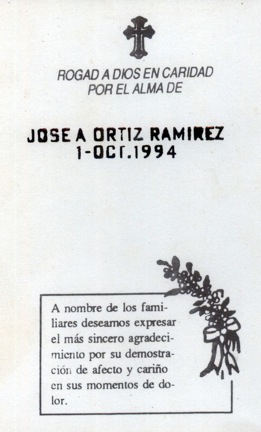 ROGAD A DIOS EN CARIDAD
POR EL ALMA DE
JOSE A ORTIZ RAMIREZ
1-OCT.1994
A nombre de los fami-
liares deseamos expresar
el más sincero agradeci-
miento por su demostra-
ción de afecto y cariño
en sus momentos de do-
lor.